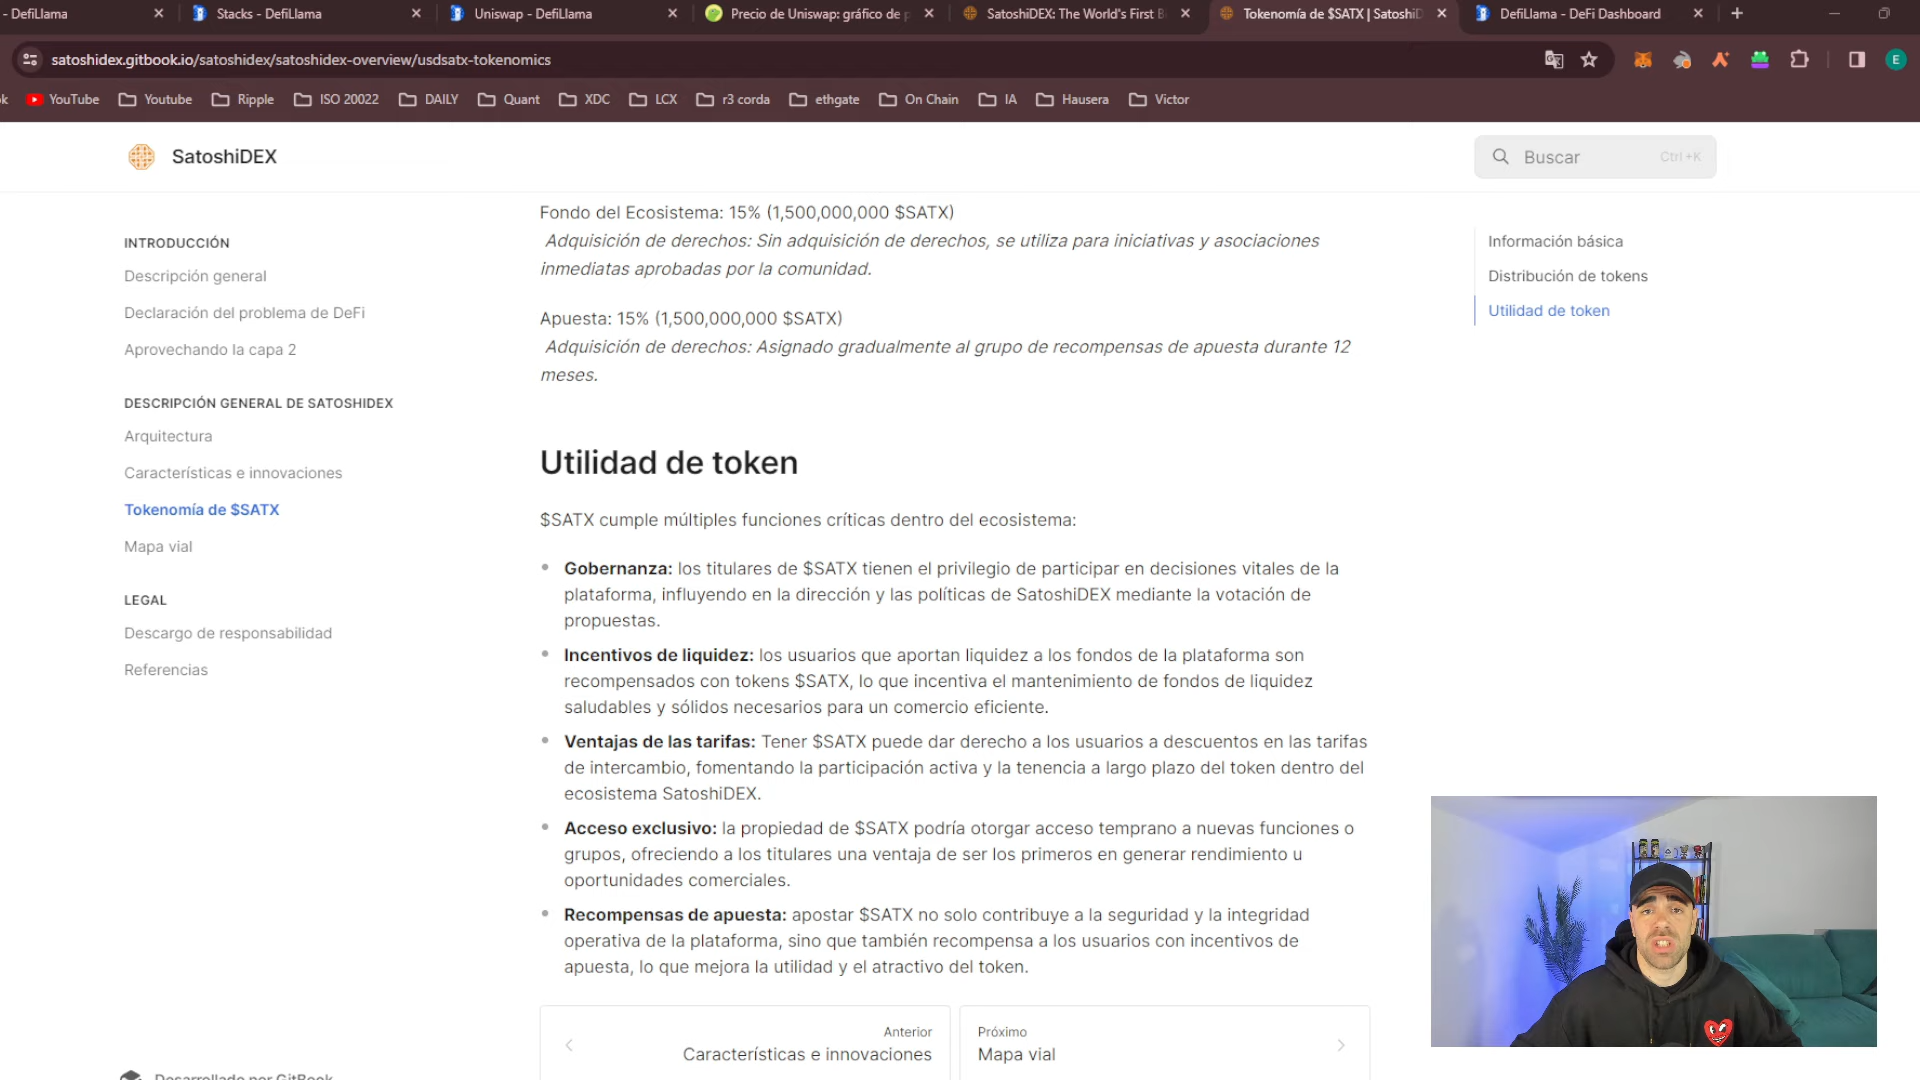 - DefiLlama
Stacks - DefiLlama
Uniswap - DefiLlama
Precio de Uniswap: gráfico de p
SatoshiDEX: The World's First B
Tokenomía de $SATX | SatoshiD
DefiLlama - DeFi Dashboard
satoshidex.gitbook.io/satoshidex/satoshidex-overview/usdsatx-tokenomics
E
k
YouTube
Youtube
Ripple
ISO 20022
DAILY
Quant
XDC
LCX
r3 corda
ethgate
On Chain
IA
Hausera
Victor
SatoshiDEX
Buscar
Ctrl+K
INTRODUCCIÓN
Descripción general
Declaración del problema de DeFi
Aprovechando la capa 2
DESCRIPCIÓN GENERAL DE SATOSHIDEX
Arquitectura
Características e innovaciones
Tokenomía de $SATX
Mapa vial
LEGAL
Descargo de responsabilidad
Referencias
Desarrollado por GitBook
Fondo del Ecosistema: 15% (1,500,000,000 $SATX)
Adquisición de derechos: Sin adquisición de derechos, se utiliza para iniciativas y asociaciones
inmediatas aprobadas por la comunidad.
Apuesta: 15% (1,500,000,000 $SATX)
Adquisición de derechos: Asignado gradualmente al grupo de recompensas de apuesta durante 12
meses.
Utilidad de token
$SATX cumple múltiples funciones críticas dentro del ecosistema:
Gobernanza: los titulares de $SATX tienen el privilegio de participar en decisiones vitales de la
plataforma, influyendo en la dirección y las políticas de SatoshiDEX mediante la votación de
propuestas.
Incentivos de liquidez: los usuarios que aportan liquidez a los fondos de la plataforma son
recompensados con tokens $SATX, lo que incentiva el mantenimiento de fondos de liquidez
saludables y sólidos necesarios para un comercio eficiente.
Ventajas de las tarifas: Tener $SATX puede dar derecho a los usuarios a descuentos en las tarifas
de intercambio, fomentando la participación activa y la tenencia a largo plazo del token dentro del
ecosistema SatoshiDEX.
Acceso exclusivo: la propiedad de $SATX podría otorgar acceso temprano a nuevas funciones o
grupos, ofreciendo a los titulares una ventaja de ser los primeros en generar rendimiento u
oportunidades comerciales.
Recompensas de apuesta: apostar $SATX no solo contribuye a la seguridad y la integridad
operativa de la plataforma, sino que también recompensa a los usuarios con incentivos de
apuesta, lo que mejora la utilidad y el atractivo del token.
Anterior
Características e innovaciones
Próximo
Mapa vial
Información básica
Distribución de tokens
Utilidad de token